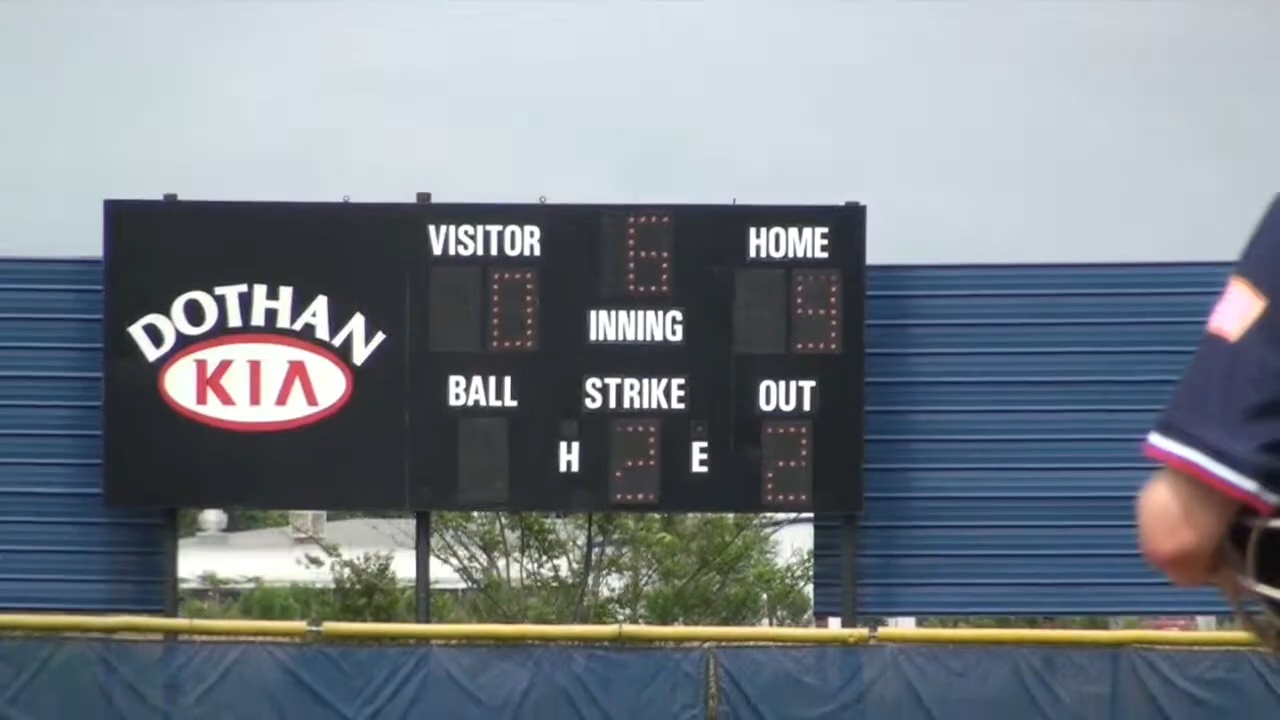 DOTHAN
KIA
VISITOR 6 HOME
0 9
INNING
BALL STRIKE OUT
H 2 E 2